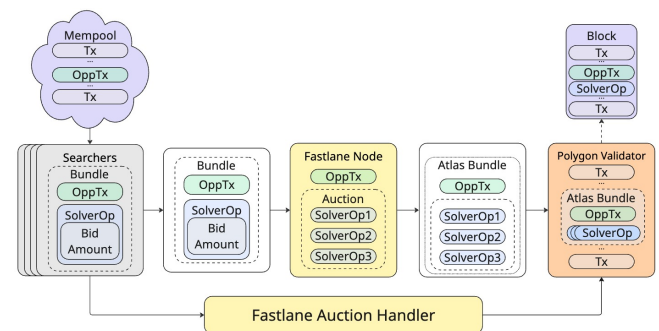 Mempool
Tx
...
OppTx
...
Tx
Searchers
Bundle
OppTx
SolverOp
Bid
Amount
Bundle
OppTx
SolverOp
Bid
Amount
Fastlane Node
OppTx
Auction
SolverOp1
SolverOp2
SolverOp3
Atlas Bundle
OppTx
SolverOp1
SolverOp2
SolverOp3
Block
Tx
...
OppTx
SolverOp
...
Tx
Polygon Validator
Tx
...
Atlas Bundle
OppTx
SolverOp
...
Tx
Fastlane Auction Handler